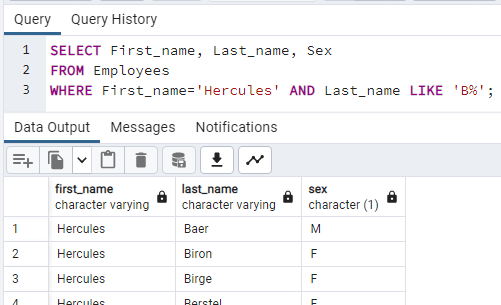 Query Query History
1 SELECT First_name, Last_name, Sex
2 FROM Employees
3 WHERE First_name='Hercules' AND Last_name LIKE 'B%';
Data Output Messages Notifications
first_name last_name sex
character varying character varying character (1)
1 Hercules Baer M
2 Hercules Biron F
3 Hercules Birge F
4 Hercules Berstel F